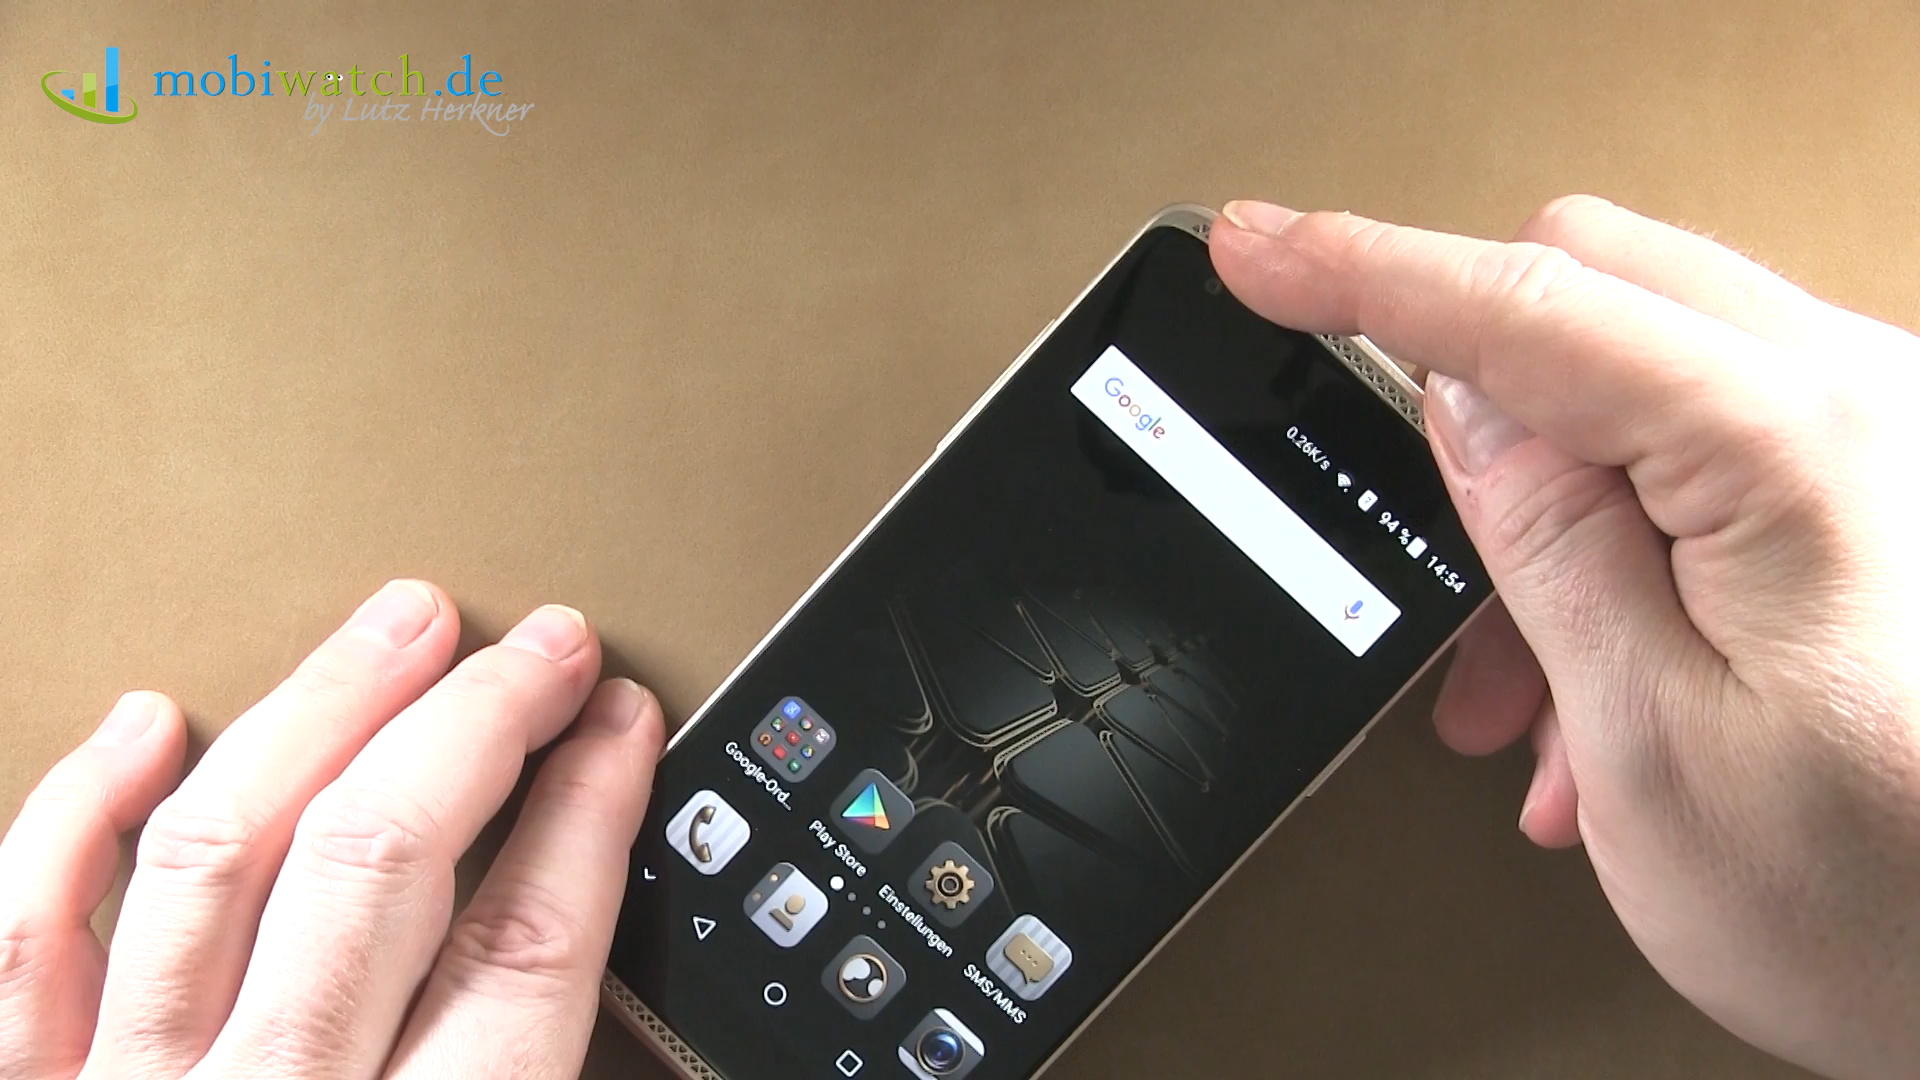 mobiwatch.de
by Lutz Herkner
0.26K/s 94 % 14:54
Google
Google-Ord...
Play Store
Einstellungen
SMS/MMS